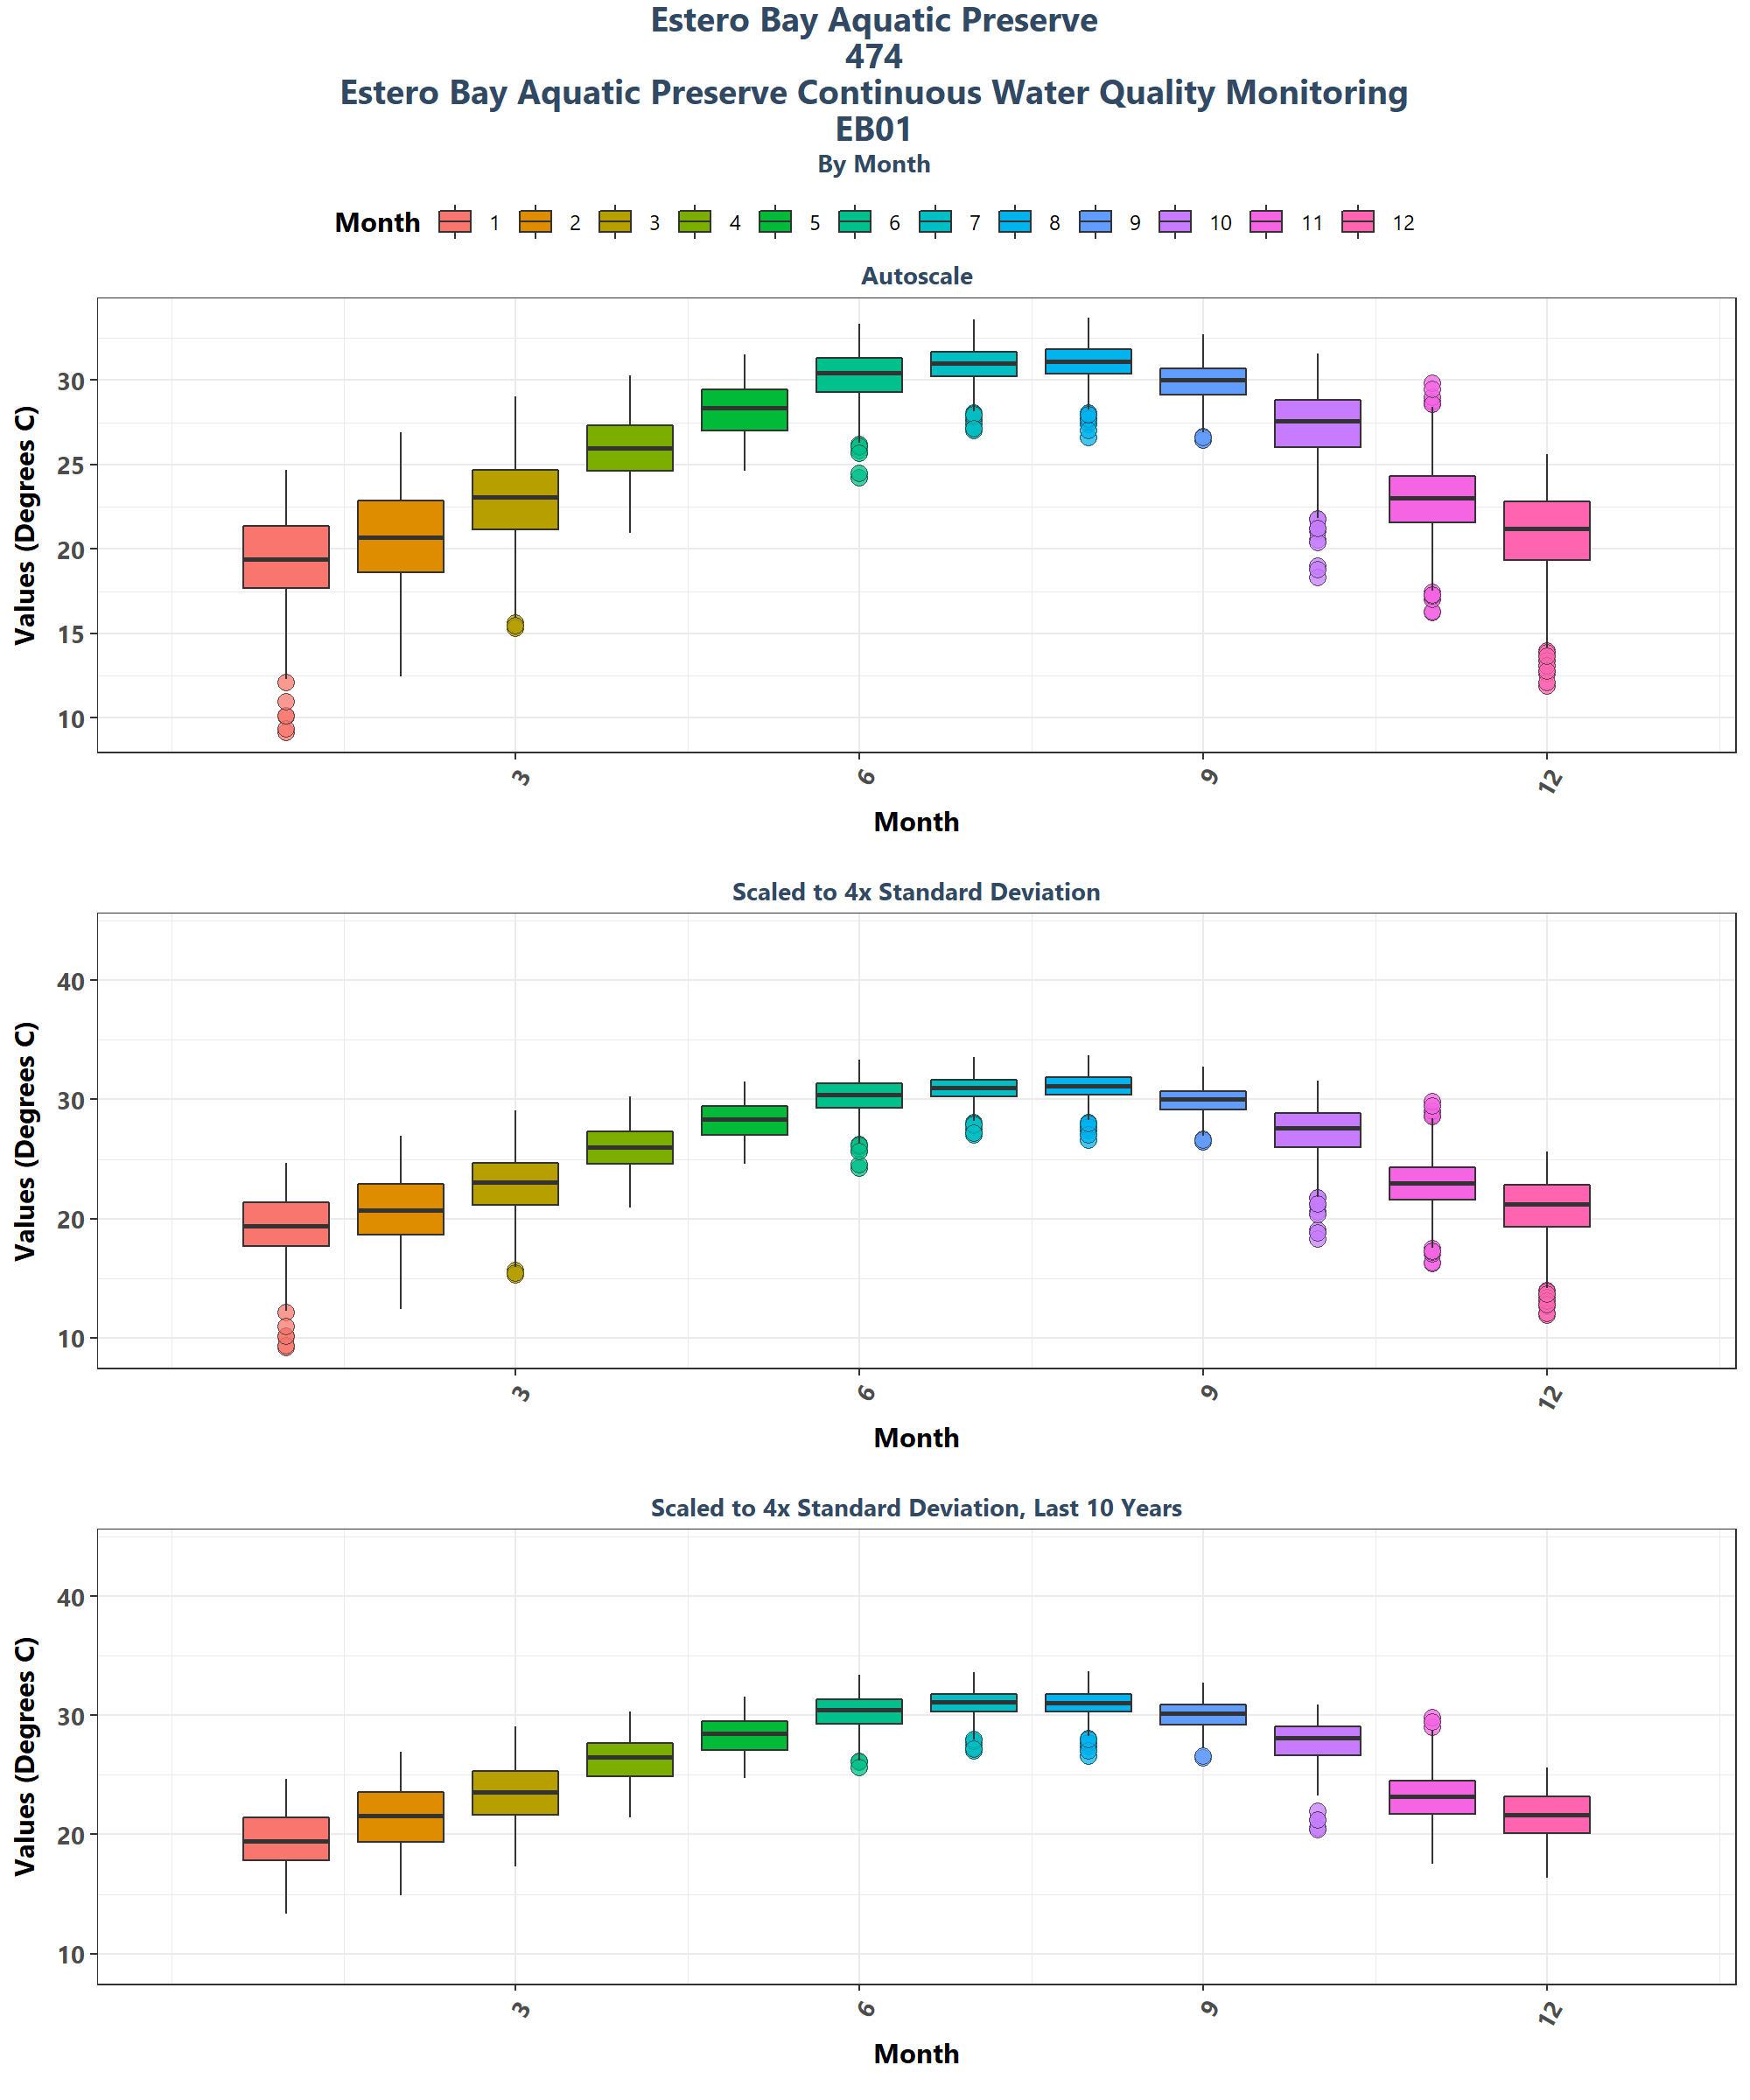 Estero Bay Aquatic Preserve
474
Estero Bay Aquatic Preserve Continuous Water Quality Monitoring
EB01
By Month
Month 1 2 3 4 5 6 7 8 9 10 11 12
Autoscale
Values (Degrees C)
30
25
20
15
10
3 6 9 12
Month
Scaled to 4x Standard Deviation
Values (Degrees C)
40
30
20
10
3 6 9 12
Month
Scaled to 4x Standard Deviation, Last 10 Years
Values (Degrees C)
40
30
20
10
3 6 9 12
Month